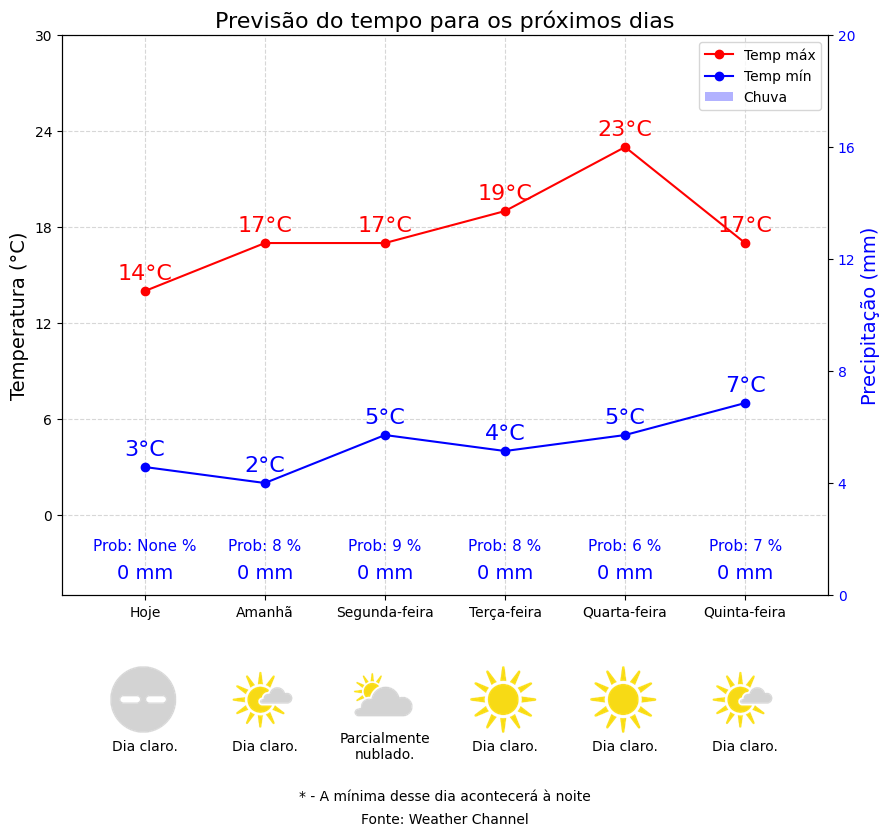 Previsão do tempo para os próximos dias
30
24
18
12
6
0
Temperatura (°C)
20
16
12
8
4
0
Precipitação (mm)
Temp máx
Temp mín
Chuva
14°C 17°C 17°C 19°C 23°C 17°C
3°C 2°C 5°C 4°C 5°C 7°C
Prob: None % Prob: 8 % Prob: 9 % Prob: 8 % Prob: 6 % Prob: 7 %
0 mm 0 mm 0 mm 0 mm 0 mm 0 mm
Hoje Amanhã Segunda-feira Terça-feira Quarta-feira Quinta-feira
Dia claro. Dia claro. Parcialmente
nublado. Dia claro. Dia claro. Dia claro.
* - A mínima desse dia acontecerá à noite
Fonte: Weather Channel